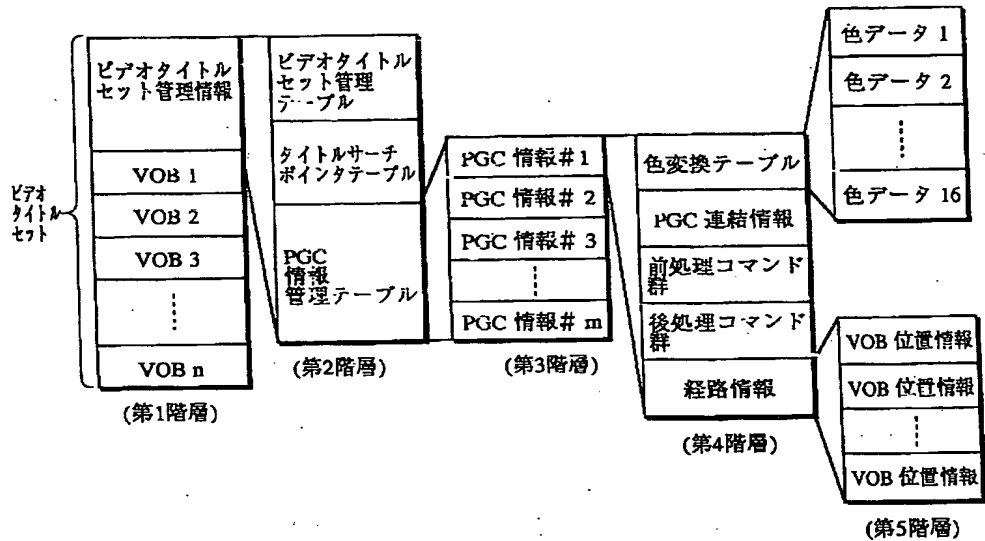 ビデオ
タイトル
セット
ビデオタイトル
セット管理情報
VOB 1
VOB 2
VOB 3
VOB n
(第1階層)
ビデオタイトル
セット管理
テーブル
タイトルサーチ
ポインタテーブル
PGC
情報
管理テーブル
(第2階層)
PGC 情報# 1
PGC 情報# 2
PGC 情報# 3
PGC 情報# m
(第3階層)
色変換テーブル
PGC 連結情報
前処理コマンド
群
後処理コマンド
群
経路情報
(第4階層)
色データ 1
色データ 2
色データ 16
VOB 位置情報
VOB 位置情報
VOB 位置情報
(第5階層)